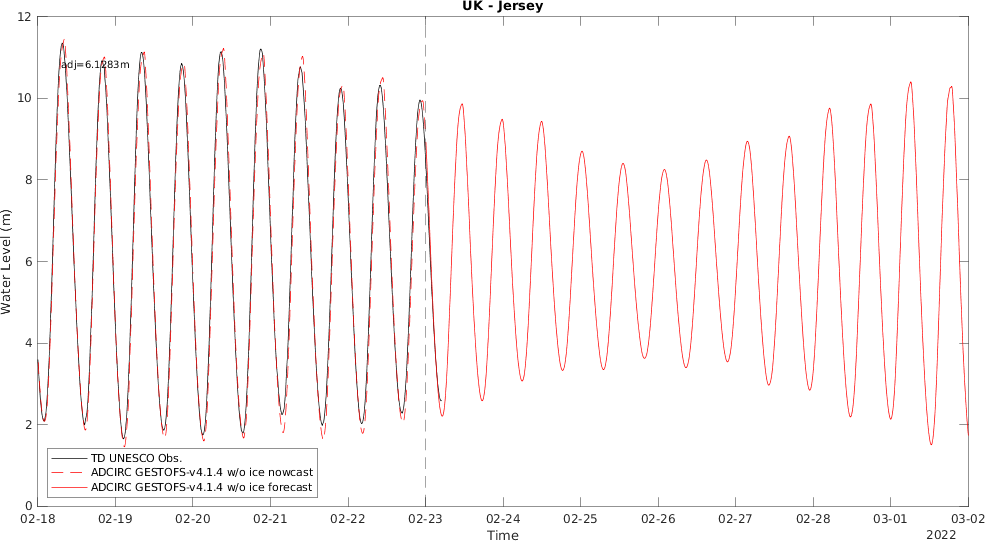 UK - Jersey
12
adj=6.1283m
10
8
6
4
2
0
Water Level (m)
TD UNESCO Obs.
ADCIRC GESTOFS-v4.1.4 w/o ice nowcast
ADCIRC GESTOFS-v4.1.4 w/o ice forecast
02-18 02-19 02-20 02-21 02-22 02-23 02-24 02-25 02-26 02-27 02-28 03-01 03-02
Time
2022